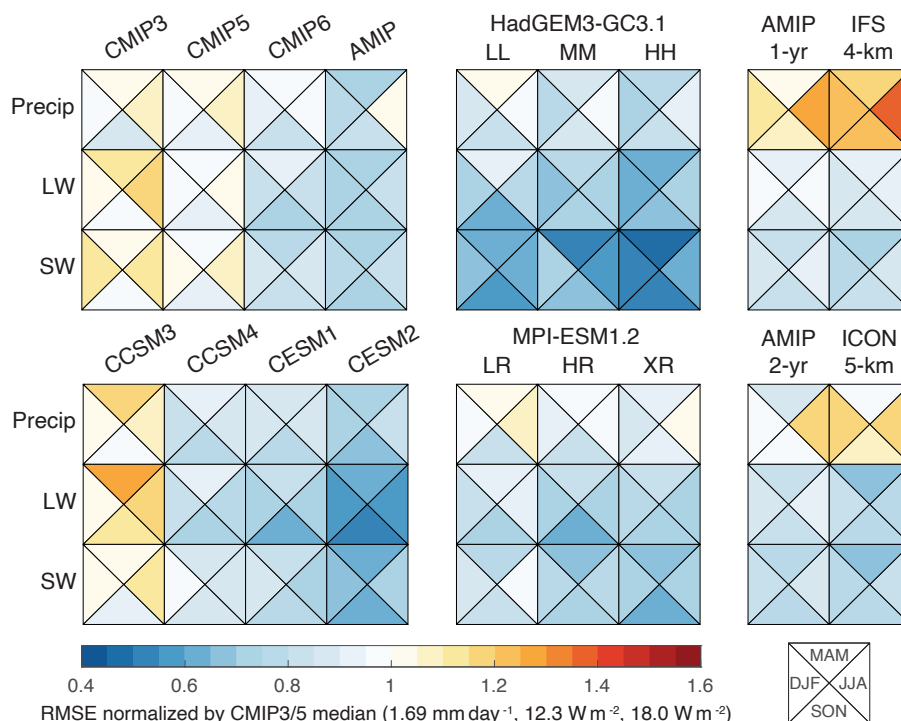 CMIP3 CMIP5 CMIP6 AMIP
HadGEM3-GC3.1
LL MM HH
AMIP IFS
1-yr 4-km
Precip
LW
SW
CCSM3 CCSM4 CESM1 CESM2
MPI-ESM1.2
LR HR XR
AMIP ICON
2-yr 5-km
Precip
LW
SW
0.4 0.6 0.8 1.0 1.2 1.4 1.6
RMSE normalized by CMIP3/5 median (1.69 mm day⁻¹, 12.3 W m⁻², 18.0 W m⁻²)
MAM
DJF JJA
SON